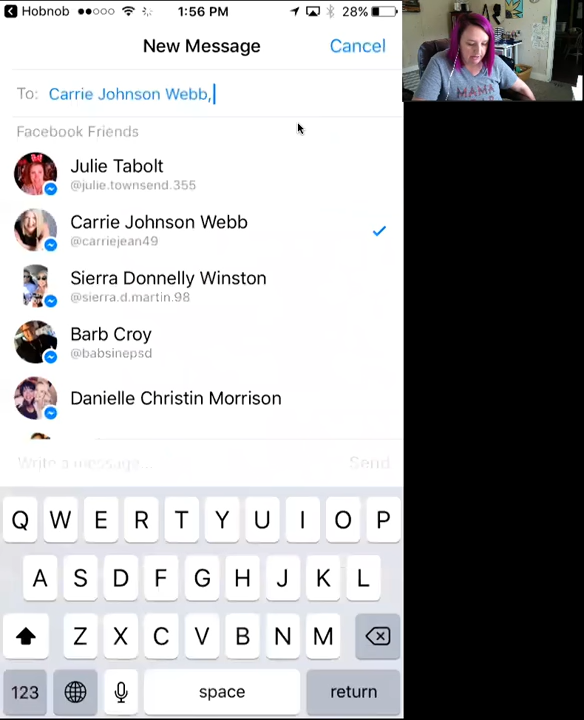 Hobnob 1:56 PM 28%
New Message Cancel
To: Carrie Johnson Webb,
Facebook Friends
Julie Tabolt
@julie.townsend.355
Carrie Johnson Webb
@carriejean49
Sierra Donnelly Winston
@sierra.d.martin.98
Barb Croy
@babsinepsd
Danielle Christin Morrison
Write a message... Send
Q W E R T Y U I O P
A S D F G H J K L
Z X C V B N M
123 space return
MAMA